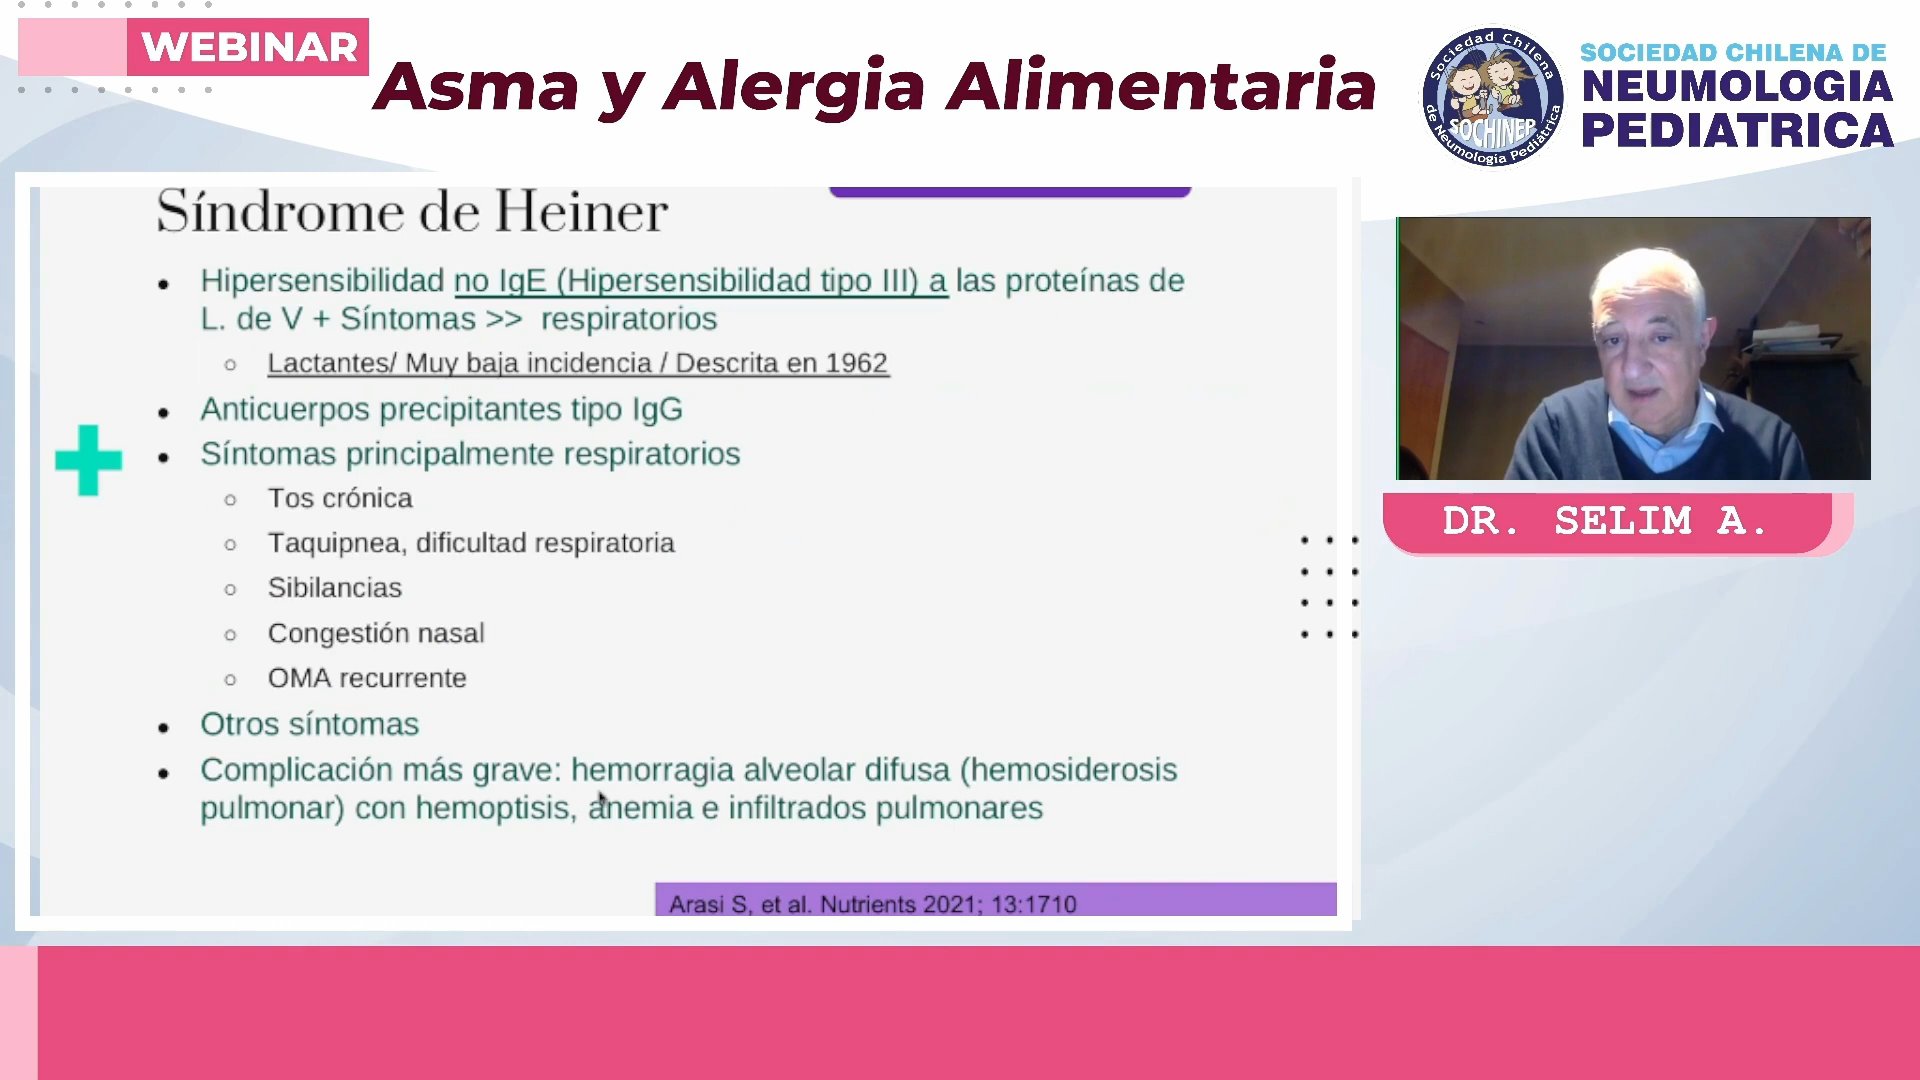 WEBINAR
Asma y Alergia Alimentaria
Sociedad Chilena
SOCHINEP
de Neumología Pediátrica
SOCIEDAD CHILENA DE
NEUMOLOGIA
PEDIATRICA
Síndrome de Heiner
• Hipersensibilidad no IgE (Hipersensibilidad tipo III) a las proteínas de
L. de V + Síntomas >> respiratorios
○ Lactantes/ Muy baja incidencia / Descrita en 1962
• Anticuerpos precipitantes tipo IgG
• Síntomas principalmente respiratorios
○ Tos crónica
○ Taquipnea, dificultad respiratoria
○ Sibilancias
○ Congestión nasal
○ OMA recurrente
• Otros síntomas
• Complicación más grave: hemorragia alveolar difusa (hemosiderosis
pulmonar) con hemoptisis, anemia e infiltrados pulmonares
Arasi S, et al. Nutrients 2021; 13:1710
DR. SELIM A.